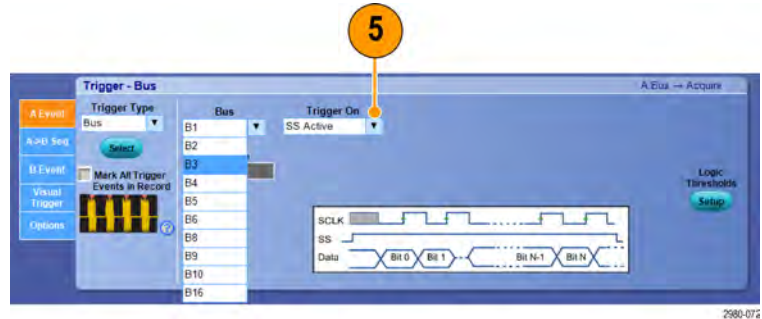 5
Trigger - Bus
A Bus → Acquire
A Event
A->B Seq
B Event
Visual
Trigger
Options
Trigger Type
Bus
Select
Mark All Trigger
Events in Record
?
Bus
B1
B2
B3
B4
B5
B6
B8
B9
B10
B16
Trigger On
SS Active
SCLK
SS
Data
Bit 0
Bit 1
Bit N-1
Bit N
Logic
Thresholds
Setup
2980-072